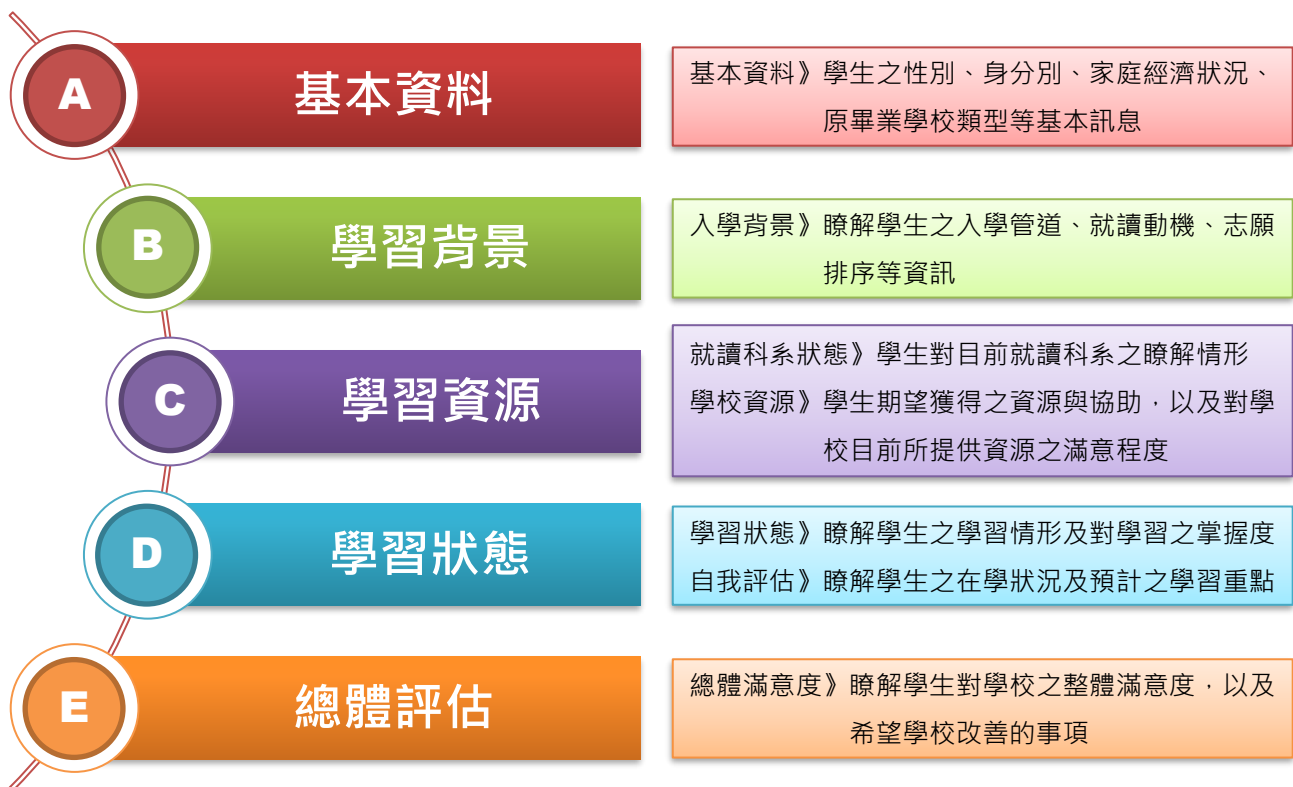 A
基本資料
基本資料》學生之性別、身分別、家庭經濟狀況、
原畢業學校類型等基本訊息
B
學習背景
入學背景》瞭解學生之入學管道、就讀動機、志願
排序等資訊
C
學習資源
就讀科系狀態》學生對目前就讀科系之瞭解情形
學校資源》學生期望獲得之資源與協助，以及對學
校目前所提供資源之滿意程度
D
學習狀態
學習狀態》瞭解學生之學習情形及對學習之掌握度
自我評估》瞭解學生之在學狀況及預計之學習重點
E
總體評估
總體滿意度》瞭解學生對學校之整體滿意度，以及
希望學校改善的事項